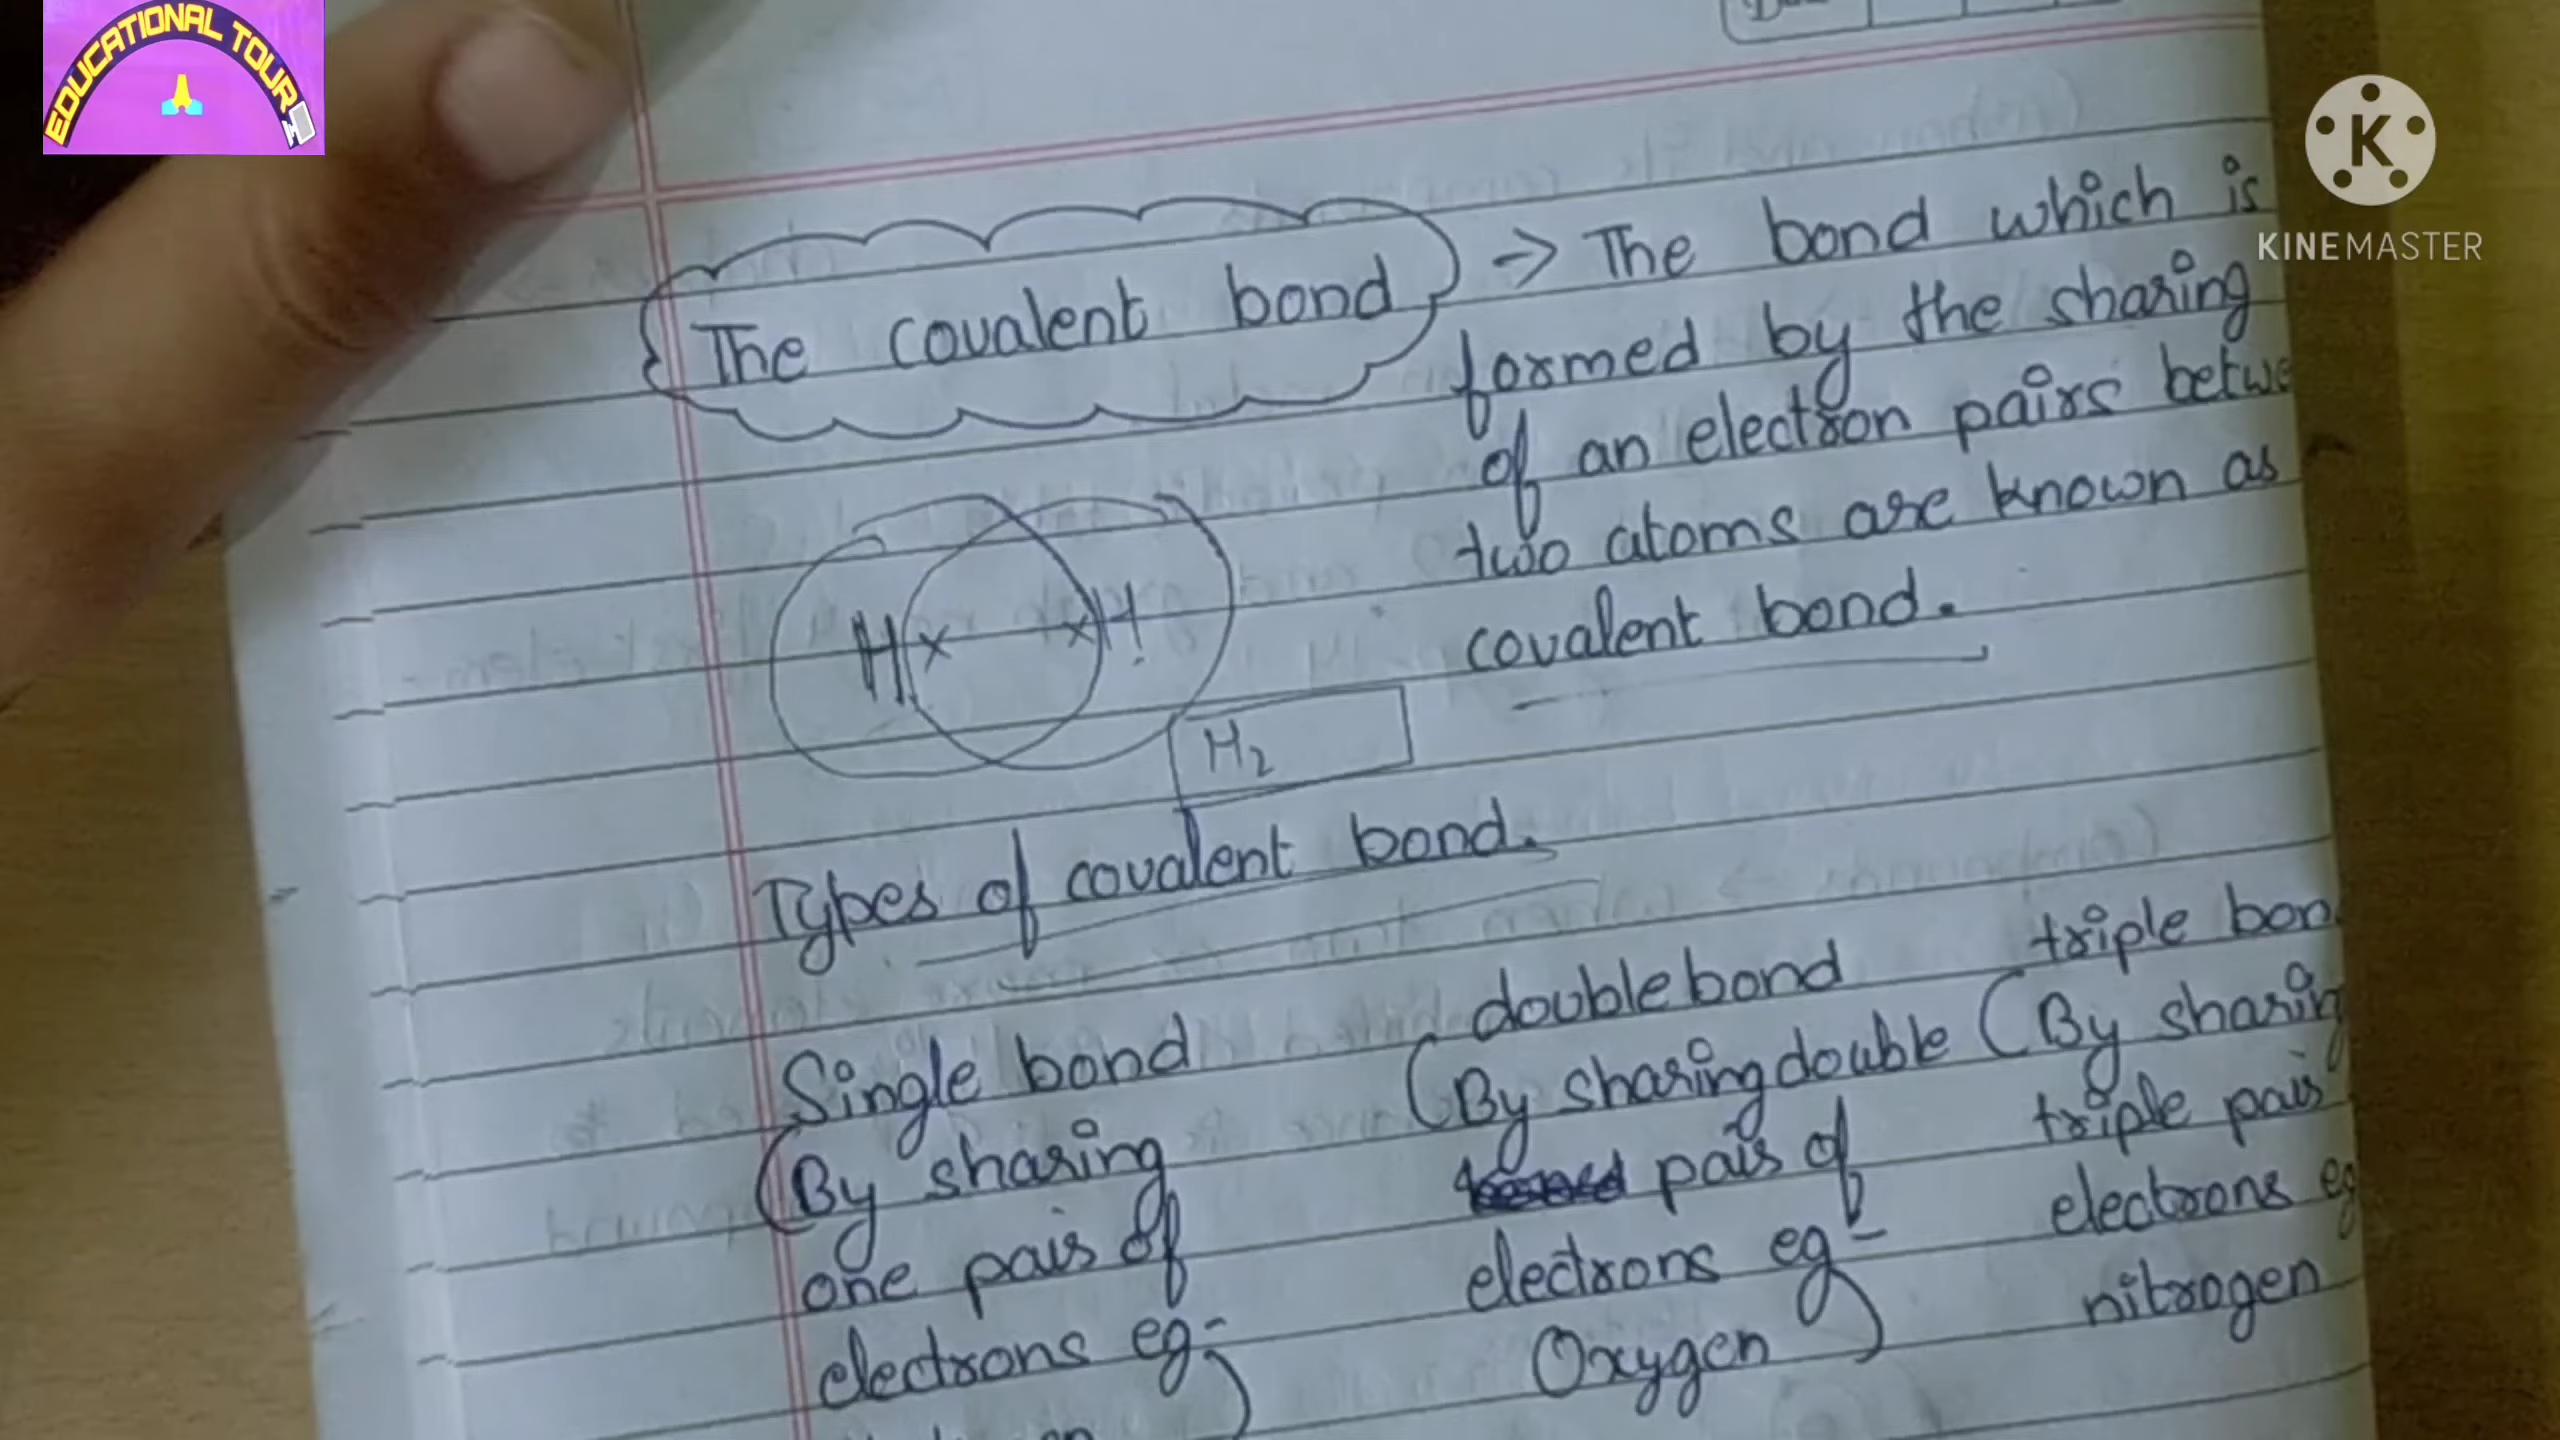 EDUCATIONAL TOUR
K
KINEMASTER
The covalent bond → The bond which is
formed by the sharing
of an electron pairs betwe
two atoms are known as
covalent bond.
Hx xH
H2
Types of covalent bond.
Single bond
(By sharing
one pair of
electrons eg-)
double bond
(By sharing double
pair of
electrons eg-)
Oxygen
triple bon
(By sharing
triple pair
electrons eg
nitrogen